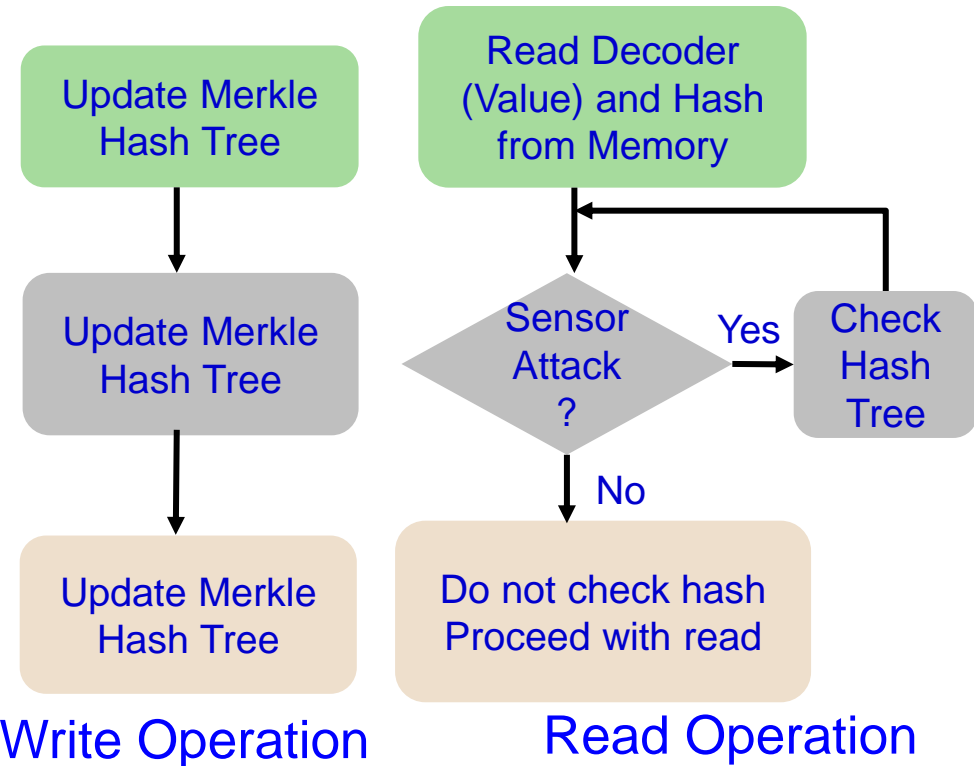 Update Merkle
Hash Tree
Update Merkle
Hash Tree
Update Merkle
Hash Tree
Write Operation
Read Decoder
(Value) and Hash
from Memory
Sensor
Attack
?
Yes
Check
Hash
Tree
No
Do not check hash
Proceed with read
Read Operation